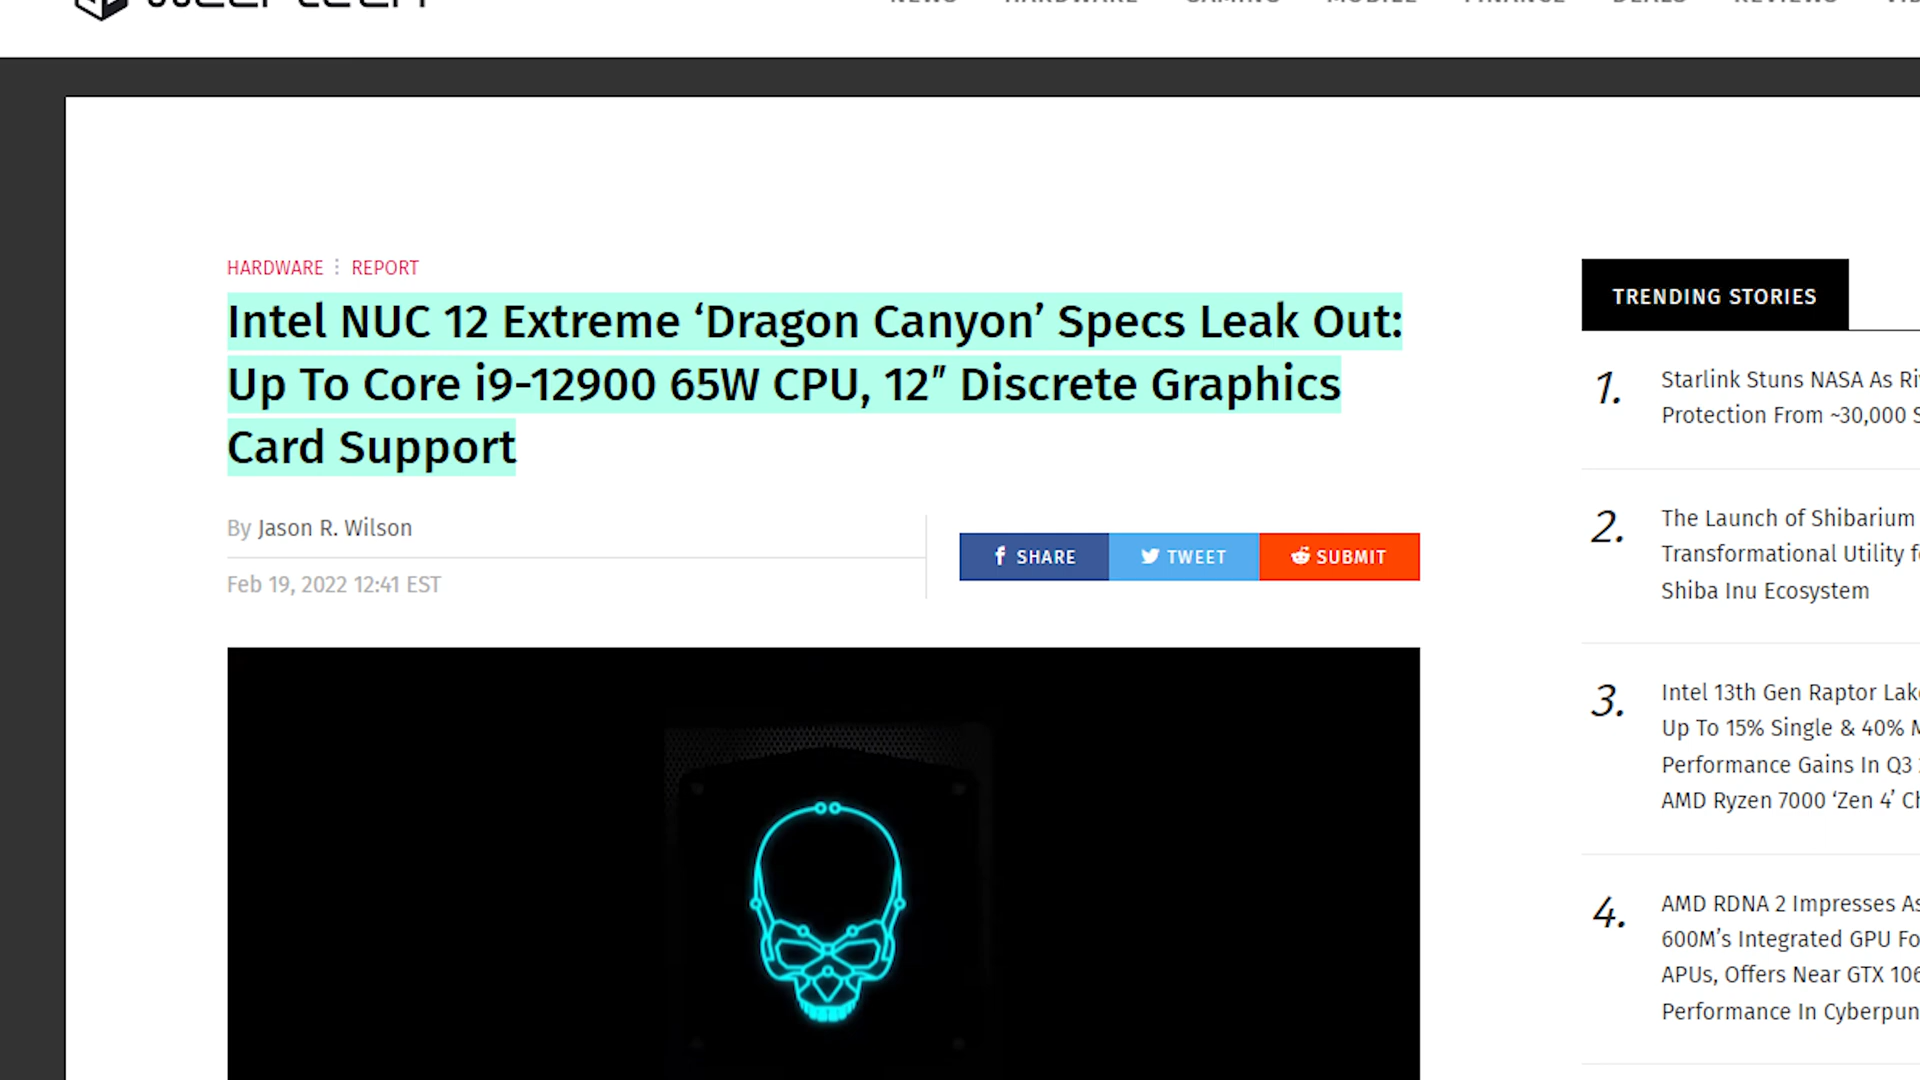 HARDWARE ⋮ REPORT
Intel NUC 12 Extreme ‘Dragon Canyon’ Specs Leak Out:
Up To Core i9-12900 65W CPU, 12″ Discrete Graphics
Card Support
By Jason R. Wilson
Feb 19, 2022 12:41 EST
SHARE TWEET SUBMIT
TRENDING STORIES
1. Starlink Stuns NASA As
Protection From ~30,000
2. The Launch of Shibarium
Transformational Utility
Shiba Inu Ecosystem
3. Intel 13th Gen Raptor
Up To 15% Single & 40%
Performance Gains In Q3
AMD Ryzen 7000 ‘Zen 4’
4. AMD RDNA 2 Impresses
600M’s Integrated GPU
APUs, Offers Near GTX
Performance In